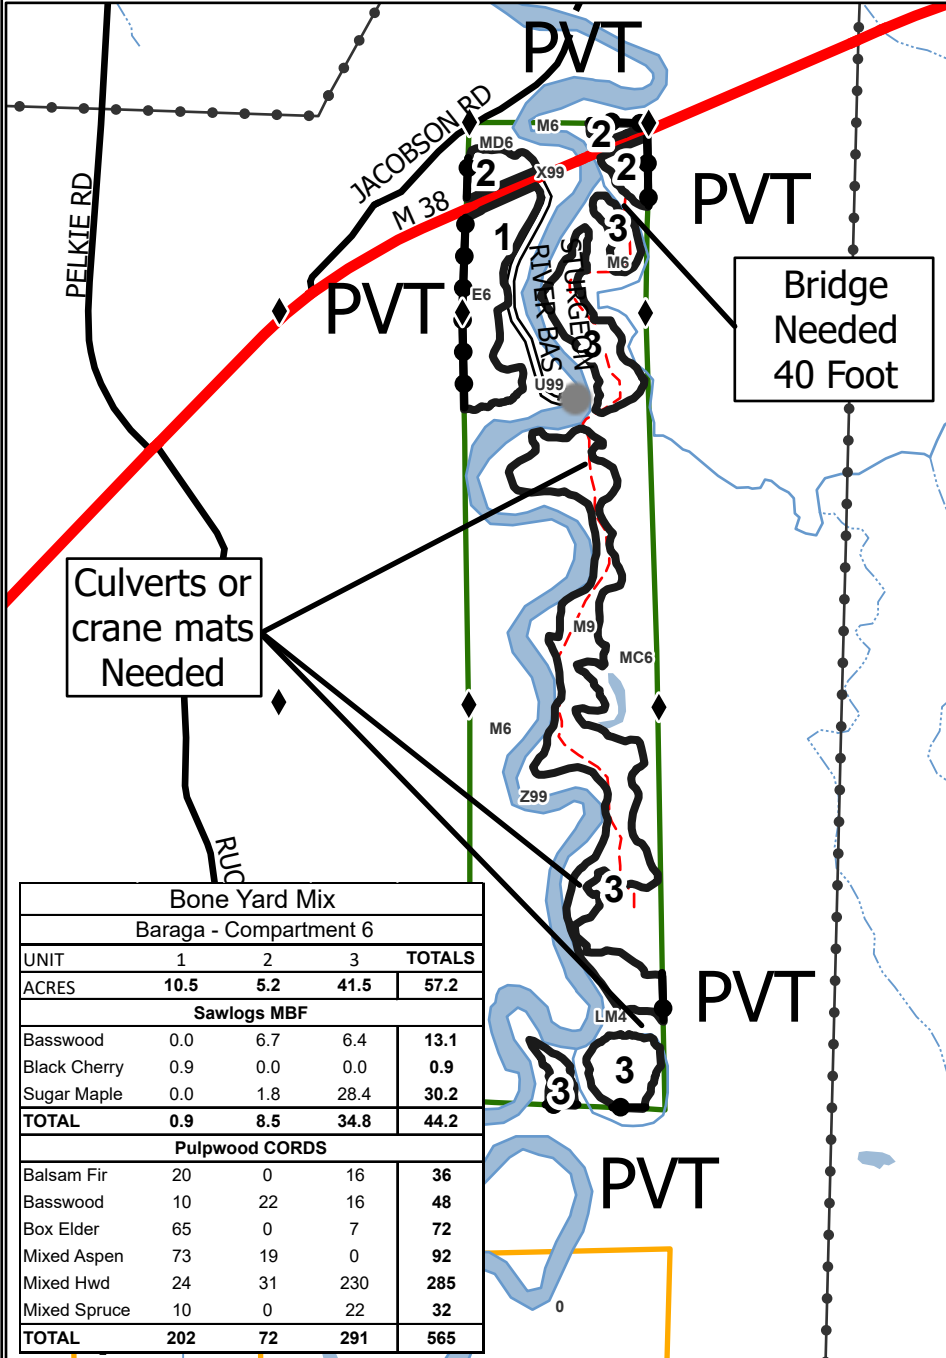 PVT
JACOBSON RD
M6
2
MD6
2
X99
2
PELKIE RD
M 38
PVT
1
3
M6
RIVER BAS
STURGEON
E6
PVT
Bridge
Needed
40 Foot
3
U99
Culverts or
crane mats
Needed
M9
MC6
M6
Z99
3
PVT
LM4
3
3
PVT
0
Bone Yard Mix
Baraga - Compartment 6
UNIT 1 2 3 TOTALS
ACRES 10.5 5.2 41.5 57.2
Sawlogs MBF
Basswood 0.0 6.7 6.4 13.1
Black Cherry 0.9 0.0 0.0 0.9
Sugar Maple 0.0 1.8 28.4 30.2
TOTAL 0.9 8.5 34.8 44.2
Pulpwood CORDS
Balsam Fir 20 0 16 36
Basswood 10 22 16 48
Box Elder 65 0 7 72
Mixed Aspen 73 19 0 92
Mixed Hwd 24 31 230 285
Mixed Spruce 10 0 22 32
TOTAL 202 72 291 565